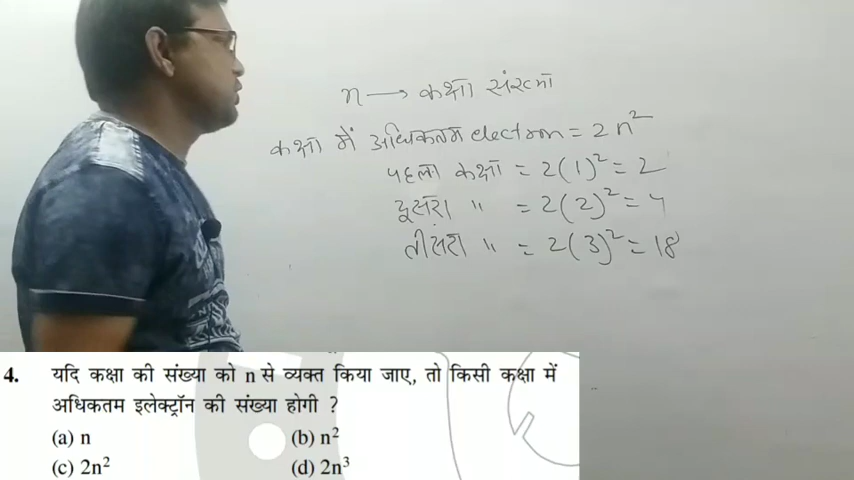 n → कक्षा संख्या
कक्षा में अधिकतम electron = 2n²
पहला कक्षा = 2(1)² = 2
दूसरा " = 2(2)² = 4
तीसरा " = 2(3)² = 18
4. यदि कक्षा की संख्या को n से व्यक्त किया जाए, तो किसी कक्षा में
अधिकतम इलेक्ट्रॉन की संख्या होगी ?
(a) n (b) n²
(c) 2n² (d) 2n³